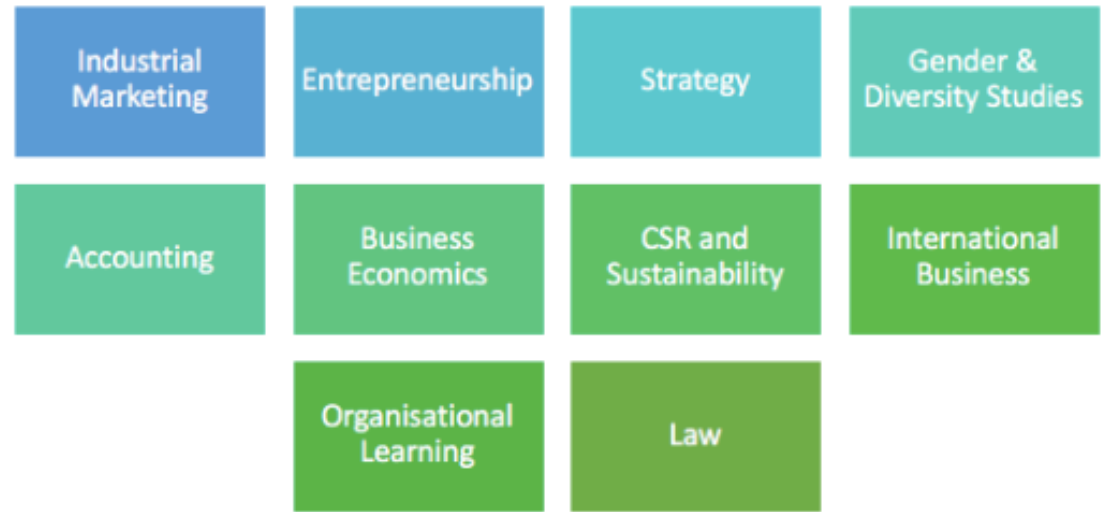 Industrial
Marketing
Entrepreneurship
Strategy
Gender &
Diversity Studies
Accounting
Business
Economics
CSR and
Sustainability
International
Business
Organisational
Learning
Law